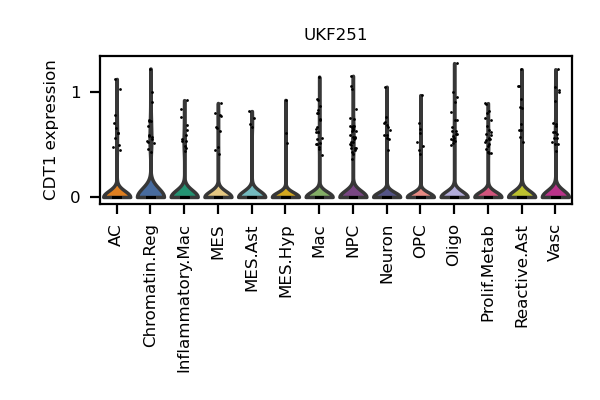 UKF251
CDT1 expression
1
0
AC
Chromatin.Reg
Inflammatory.Mac
MES
MES.Ast
MES.Hyp
Mac
NPC
Neuron
OPC
Oligo
Prolif.Metab
Reactive.Ast
Vasc